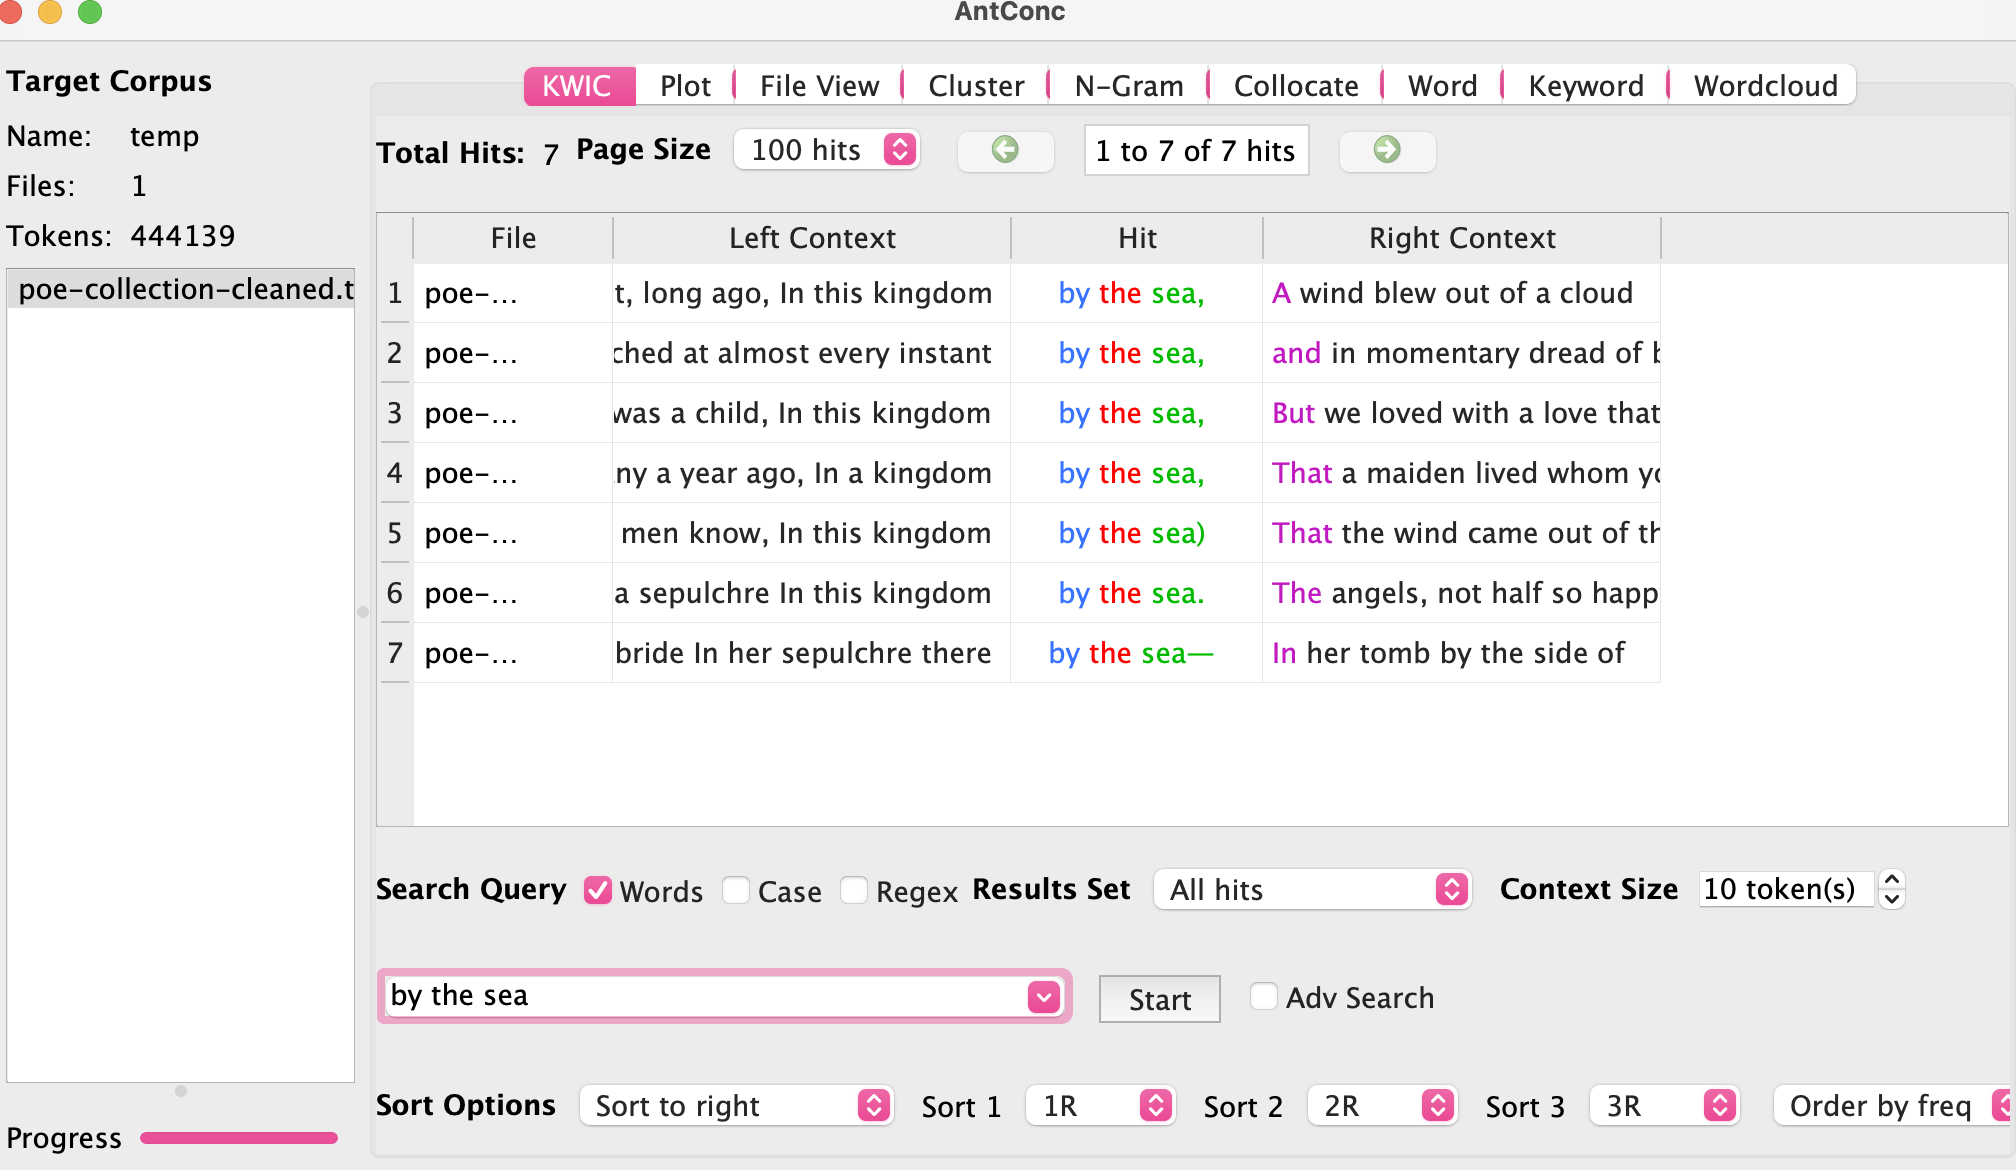 AntConc
Target Corpus
Name: temp
Files: 1
Tokens: 444139
poe-collection-cleaned.t
KWIC Plot File View Cluster N-Gram Collocate Word Keyword Wordcloud
Total Hits: 7 Page Size 100 hits 1 to 7 of 7 hits
File Left Context Hit Right Context
1 poe-... t, long ago, In this kingdom by the sea, A wind blew out of a cloud
2 poe-... ched at almost every instant by the sea, and in momentary dread of b
3 poe-... was a child, In this kingdom by the sea, But we loved with a love that
4 poe-... ny a year ago, In a kingdom by the sea, That a maiden lived whom yo
5 poe-... men know, In this kingdom by the sea) That the wind came out of th
6 poe-... a sepulchre In this kingdom by the sea. The angels, not half so happ
7 poe-... bride In her sepulchre there by the sea— In her tomb by the side of
Search Query Words Case Regex Results Set All hits Context Size 10 token(s)
by the sea Start Adv Search
Sort Options Sort to right Sort 1 1R Sort 2 2R Sort 3 3R Order by freq
Progress